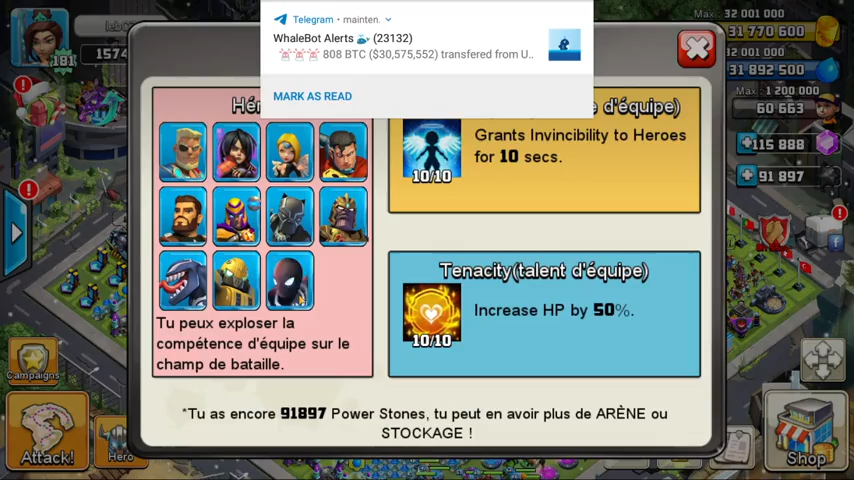 Telegram • mainten.
WhaleBot Alerts 🐳 (23132)
🚨🚨🚨 808 BTC ($30,575,552) transfered from U..
MARK AS READ
181
1574
Max : 32 001 000
31 770 600
31 892 500
Max : 1 200 000
60 663
115 888
91 897
Hér
e d'équipe)
Grants Invincibility to Heroes
for 10 secs.
10/10
Tenacity(talent d'équipe)
Increase HP by 50%.
10/10
Tu peux exploser la
compétence d'équipe sur le
champ de bataille.
*Tu as encore 91897 Power Stones, tu peut en avoir plus de ARÈNE ou
STOCKAGE !
Campaigns
Attack!
Hero
Shop